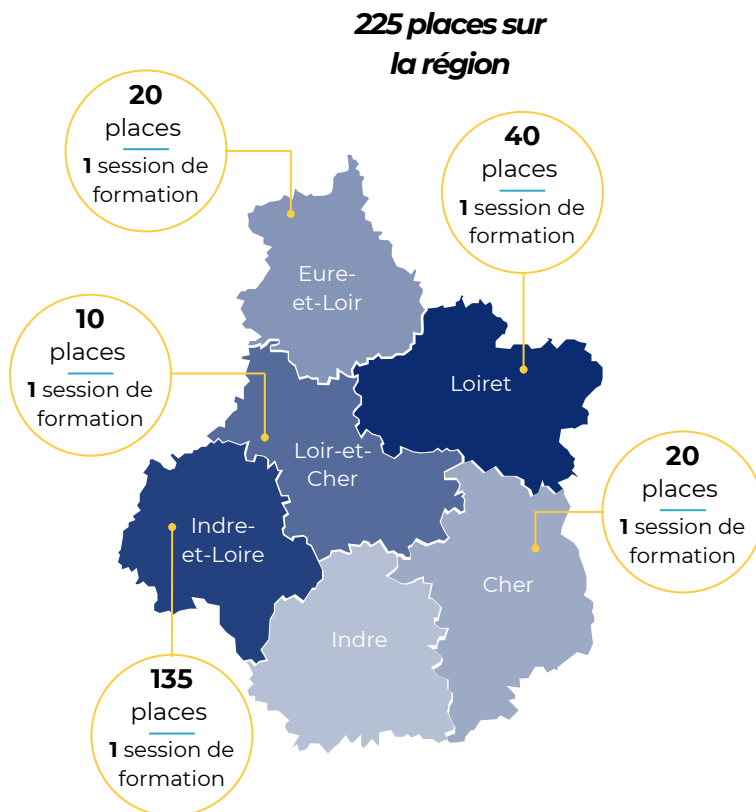 225 places sur
la région
20
places
1 session de
formation
40
places
1 session de
formation
Eure-
et-Loir
10
places
1 session de
formation
Loiret
Loir-et-
Cher
20
places
1 session de
formation
Indre-
et-Loire
Cher
Indre
135
places
1 session de
formation